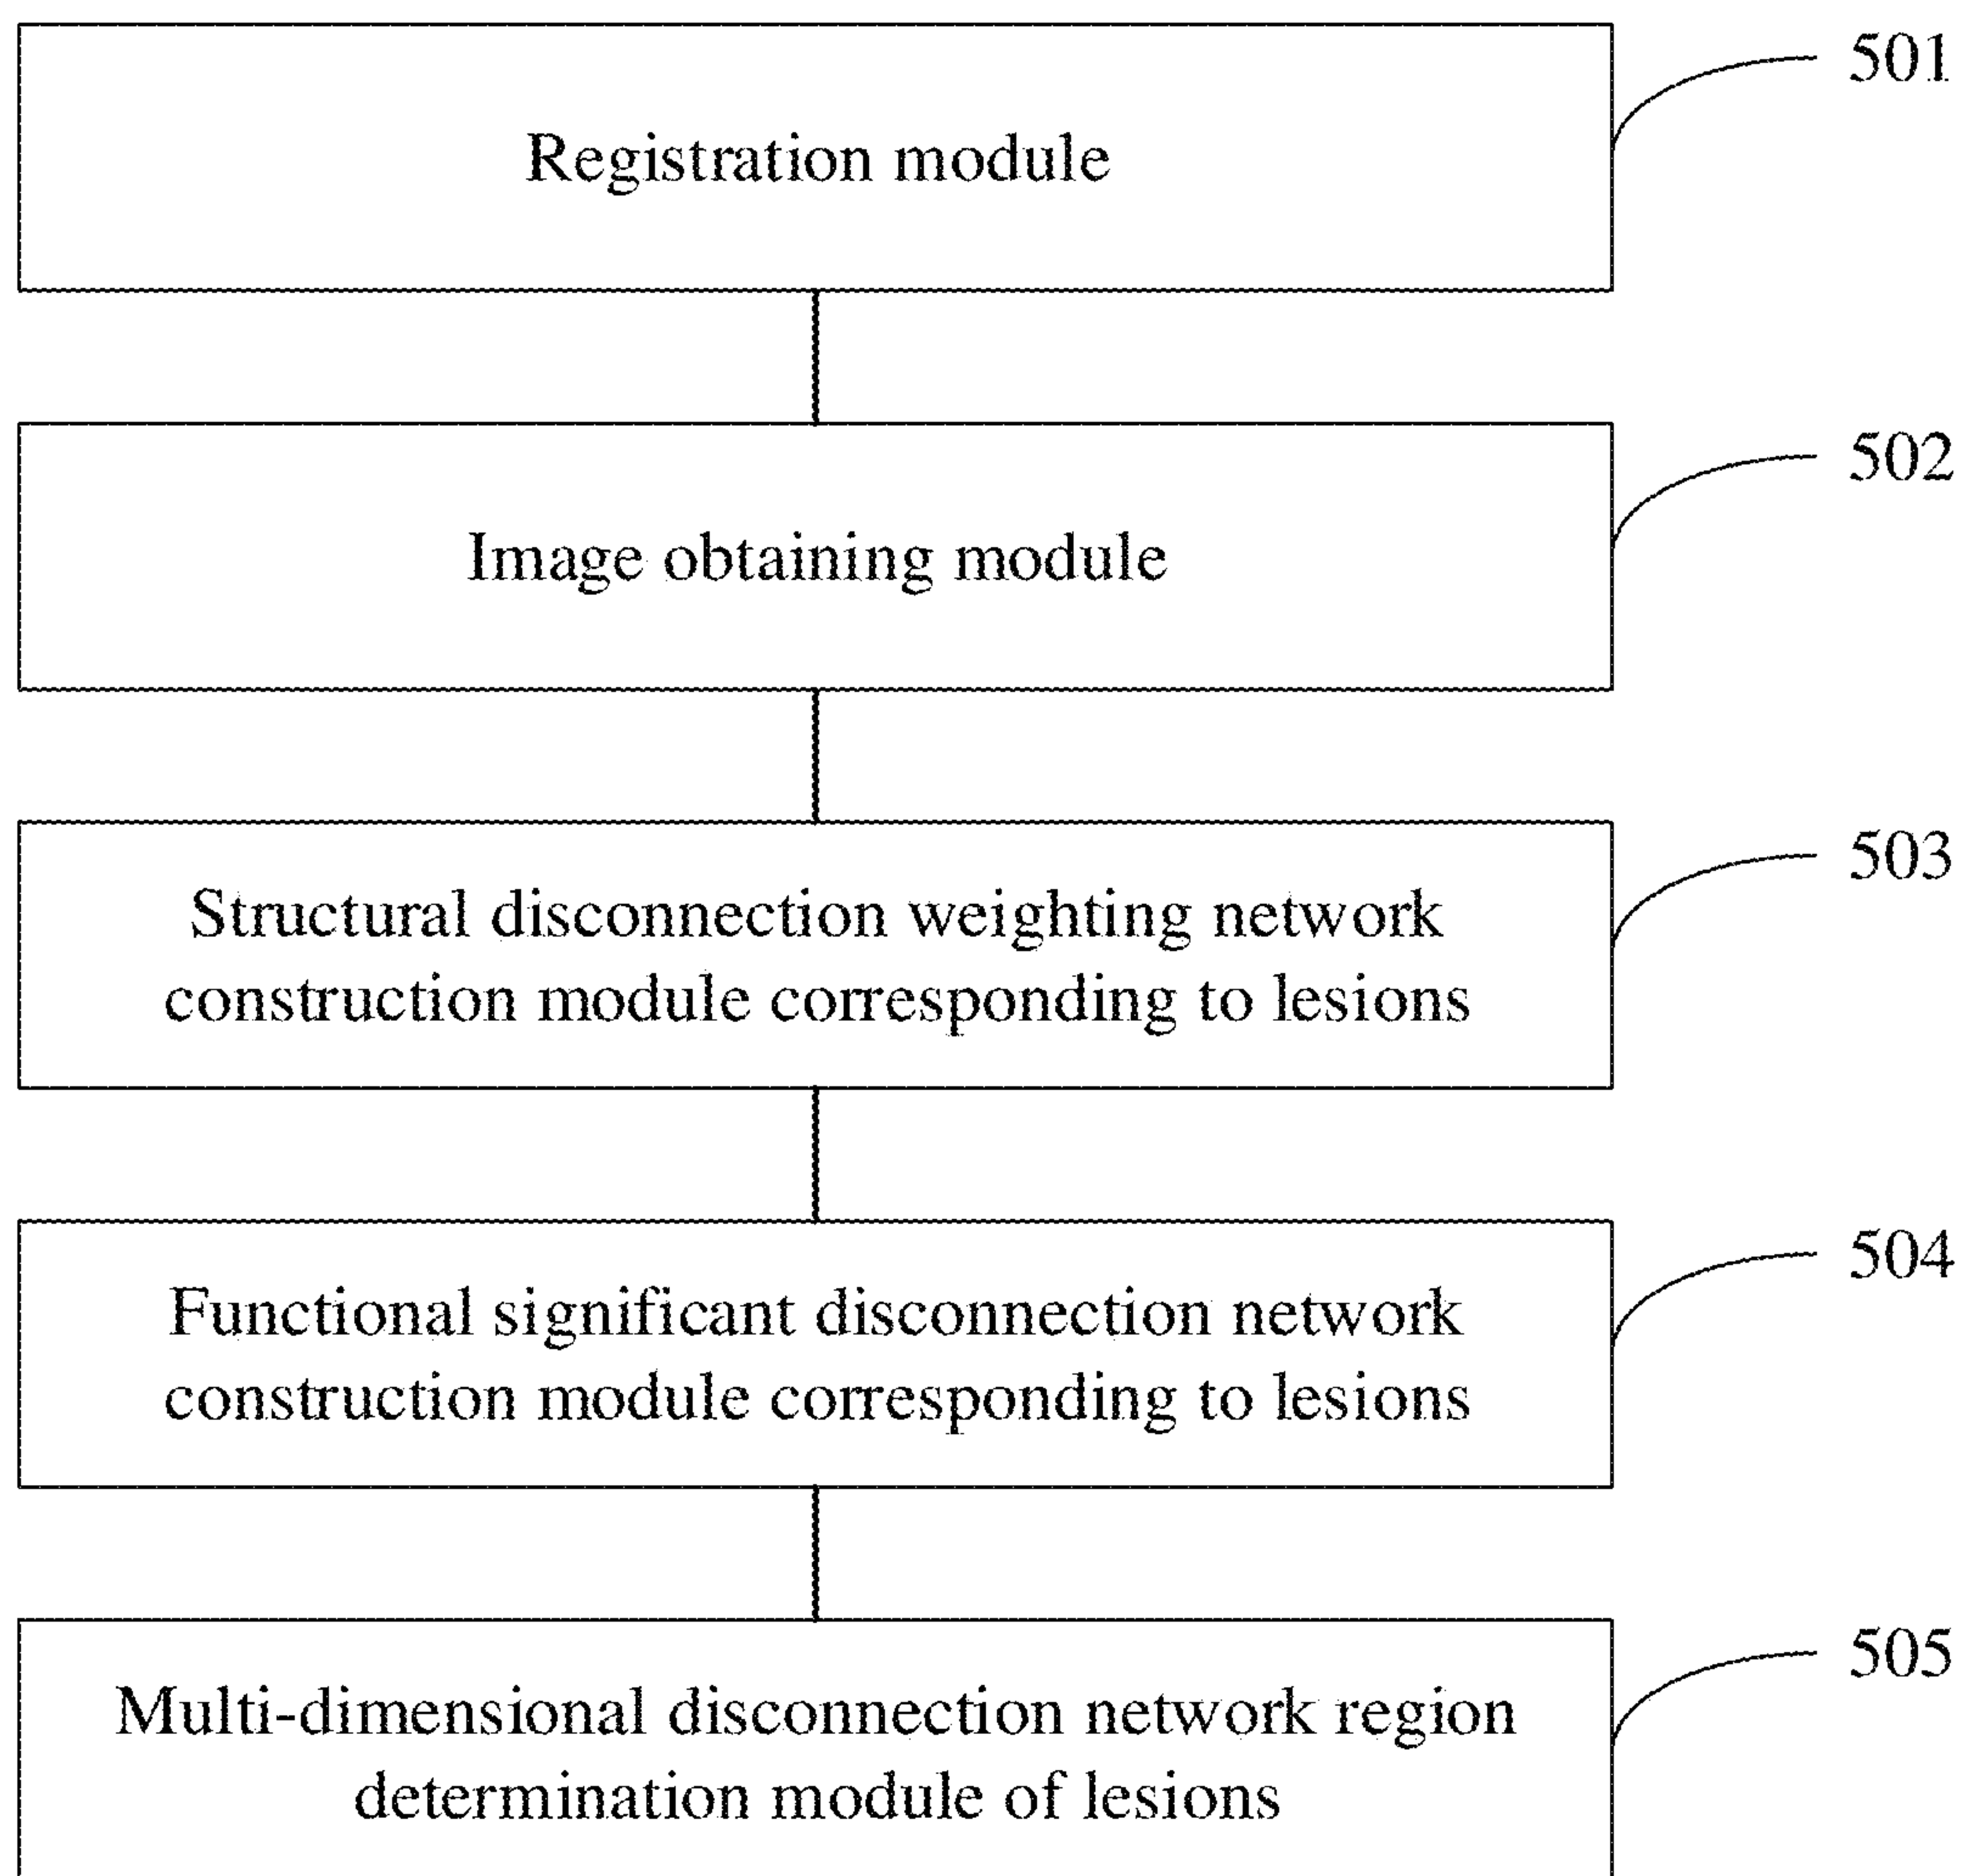 501
Registration module
502
Image obtaining module
503
Structural disconnection weighting network
construction module corresponding to lesions
504
Functional significant disconnection network
construction module corresponding to lesions
505
Multi-dimensional disconnection network region
determination module of lesions